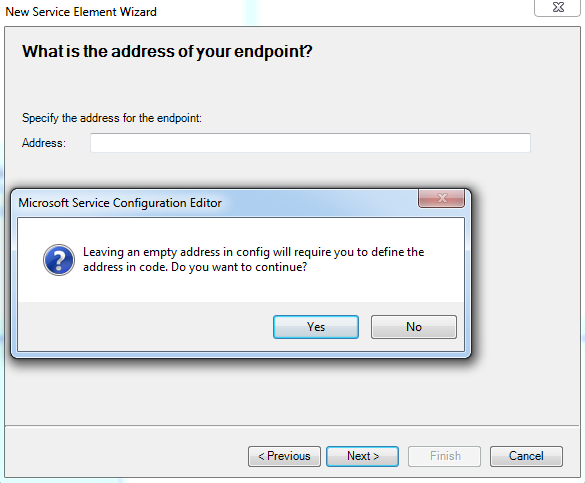 New Service Element Wizard
What is the address of your endpoint?
Specify the address for the endpoint:
Address:
Microsoft Service Configuration Editor
Leaving an empty address in config will require you to define the
address in code. Do you want to continue?
Yes No
< Previous Next > Finish Cancel